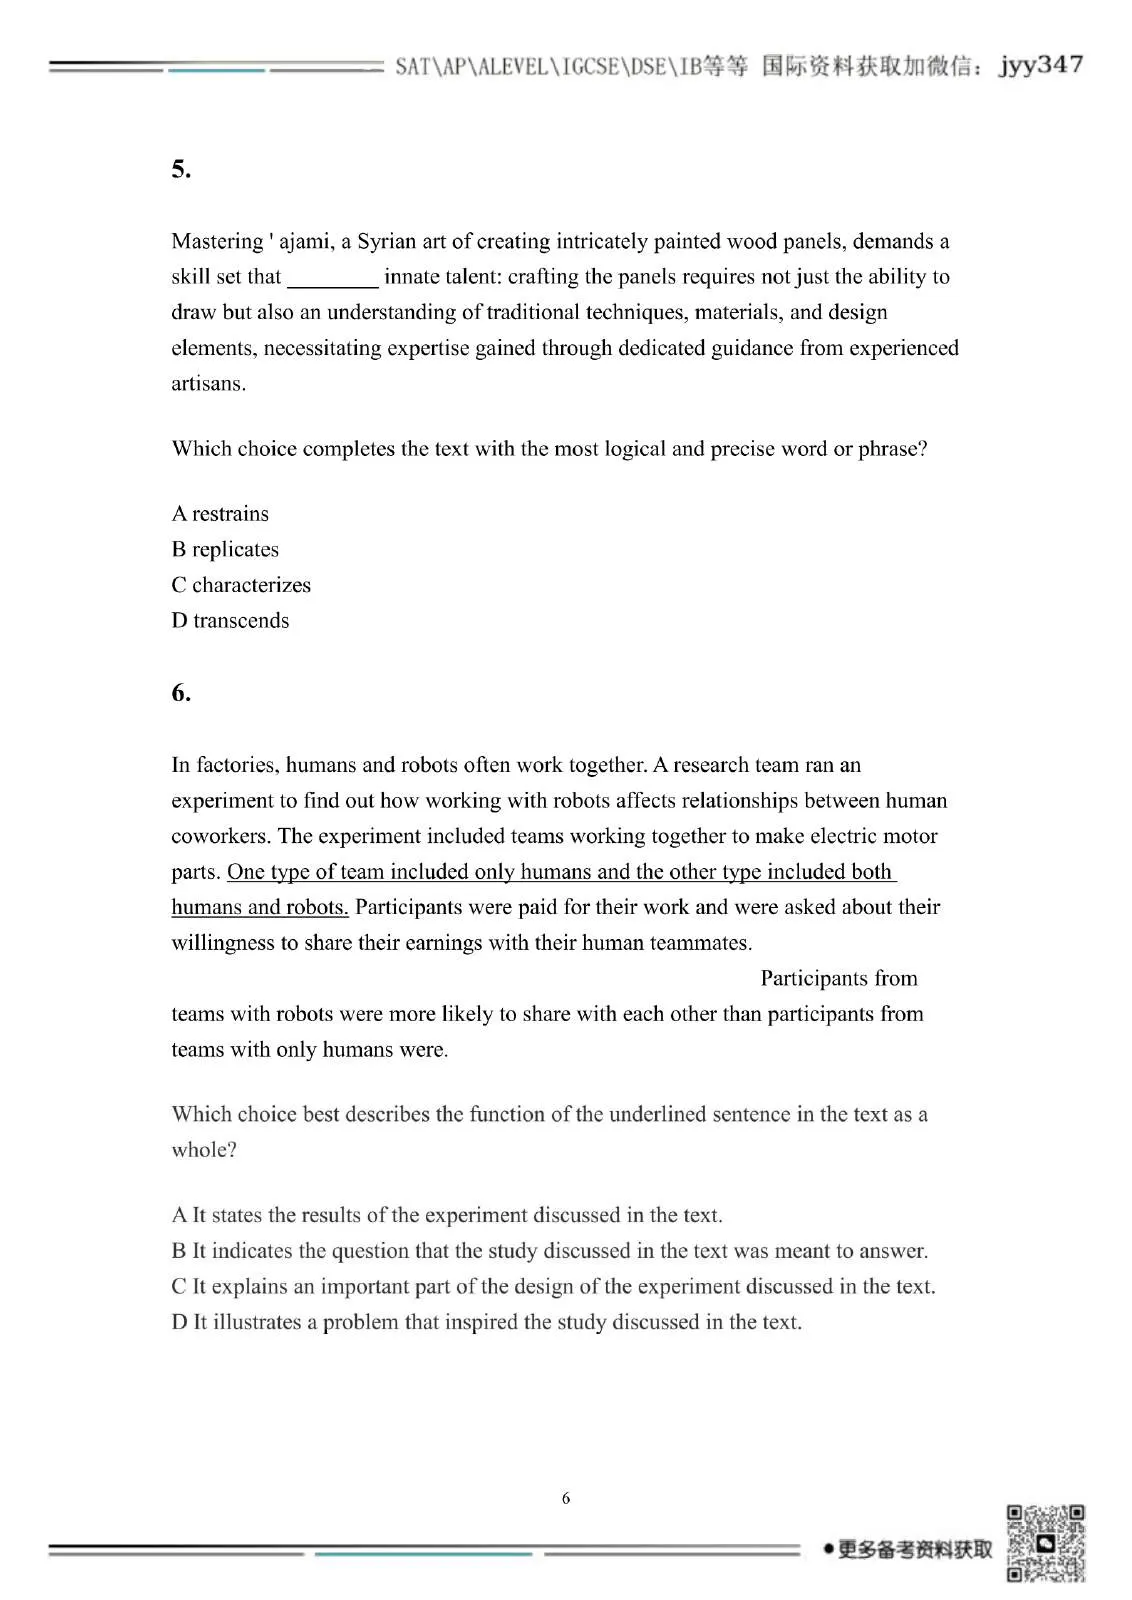 SAT\AP\ALEVEL\IGCSE\DSE\IB等等 国际资料获取加微信： jyy347
5.
Mastering ' ajami, a Syrian art of creating intricately painted wood panels, demands a
skill set that ________ innate talent: crafting the panels requires not just the ability to
draw but also an understanding of traditional techniques, materials, and design
elements, necessitating expertise gained through dedicated guidance from experienced
artisans.
Which choice completes the text with the most logical and precise word or phrase?
A restrains
B replicates
C characterizes
D transcends
6.
In factories, humans and robots often work together. A research team ran an
experiment to find out how working with robots affects relationships between human
coworkers. The experiment included teams working together to make electric motor
parts. One type of team included only humans and the other type included both
humans and robots. Participants were paid for their work and were asked about their
willingness to share their earnings with their human teammates.
Participants from
teams with robots were more likely to share with each other than participants from
teams with only humans were.
Which choice best describes the function of the underlined sentence in the text as a
whole?
A It states the results of the experiment discussed in the text.
B It indicates the question that the study discussed in the text was meant to answer.
C It explains an important part of the design of the experiment discussed in the text.
D It illustrates a problem that inspired the study discussed in the text.
6
●更多备考资料获取